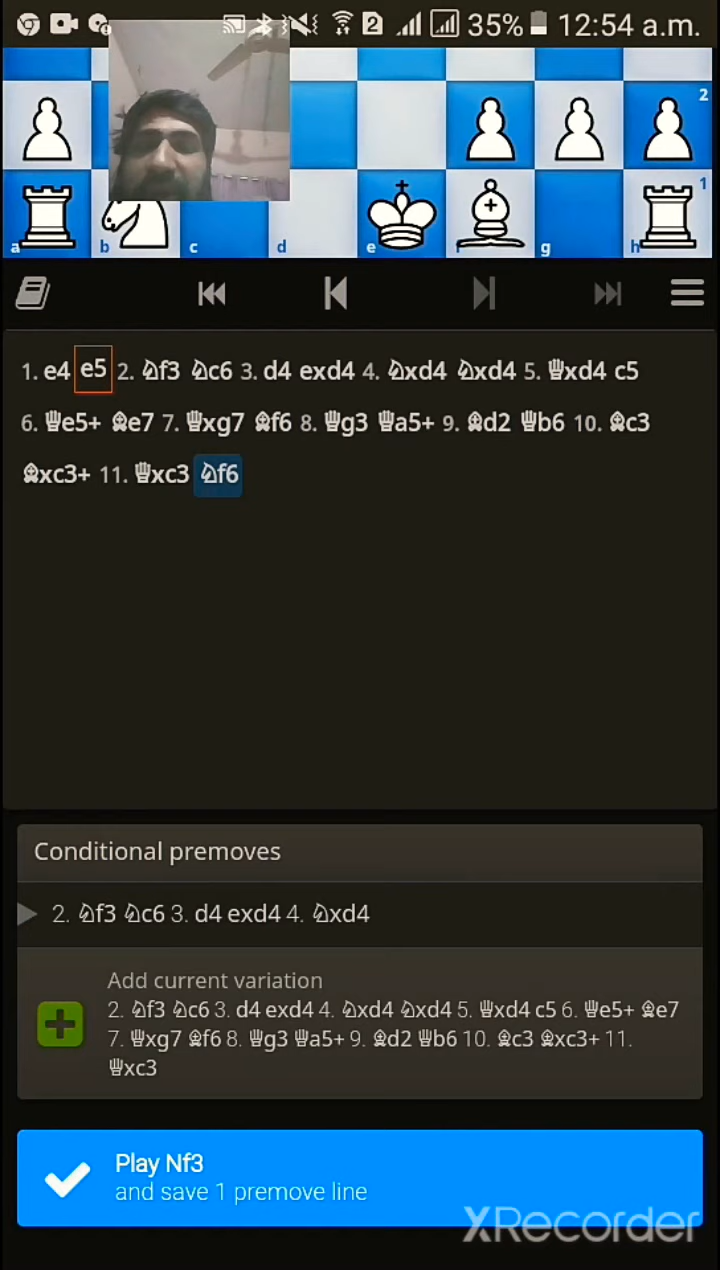 2 35% 12:54 a.m.
2
1
a b c d e f g h
1. e4 e5 2. ♘f3 ♘c6 3. d4 exd4 4. ♘xd4 ♘xd4 5. ♕xd4 c5
6. ♕e5+ ♗e7 7. ♕xg7 ♗f6 8. ♕g3 ♕a5+ 9. ♗d2 ♕b6 10. ♗c3
♗xc3+ 11. ♕xc3 ♘f6
Conditional premoves
2. ♘f3 ♘c6 3. d4 exd4 4. ♘xd4
Add current variation
2. ♘f3 ♘c6 3. d4 exd4 4. ♘xd4 ♘xd4 5. ♕xd4 c5 6. ♕e5+ ♗e7
7. ♕xg7 ♗f6 8. ♕g3 ♕a5+ 9. ♗d2 ♕b6 10. ♗c3 ♗xc3+ 11.
♕xc3
Play Nf3
and save 1 premove line
XRecorder